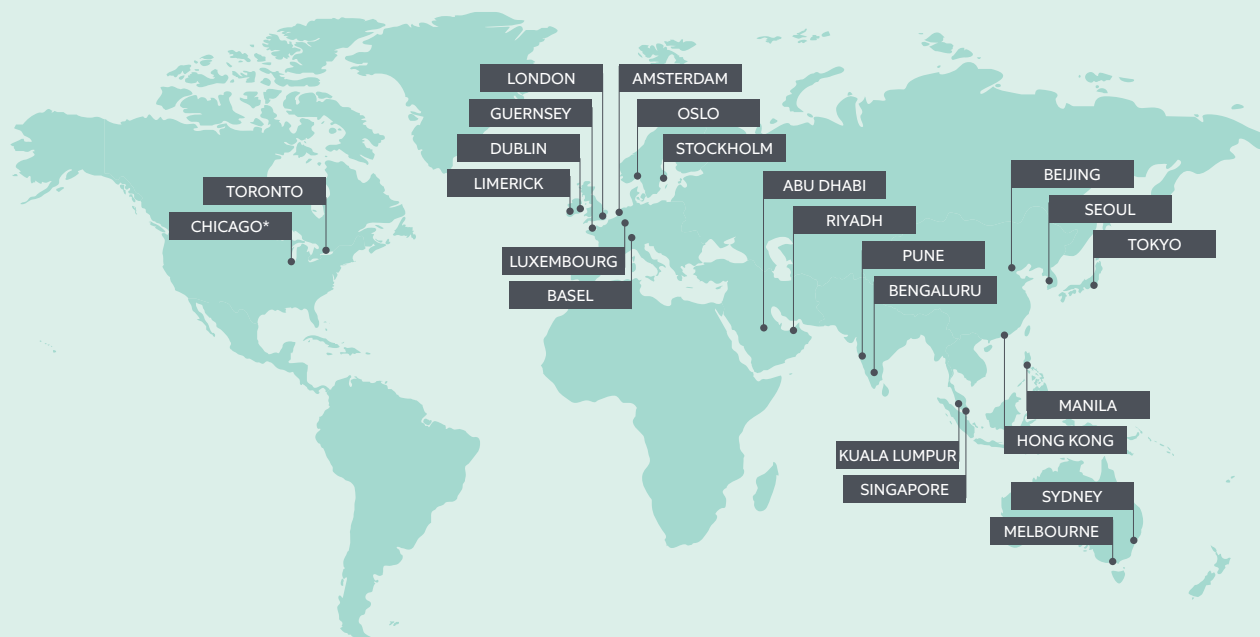 LONDON
AMSTERDAM
GUERNSEY
OSLO
DUBLIN
STOCKHOLM
LIMERICK
TORONTO
CHICAGO*
ABU DHABI
RIYADH
PUNE
BENGALURU
BEIJING
SEOUL
TOKYO
LUXEMBOURG
BASEL
MANILA
HONG KONG
KUALA LUMPUR
SINGAPORE
SYDNEY
MELBOURNE